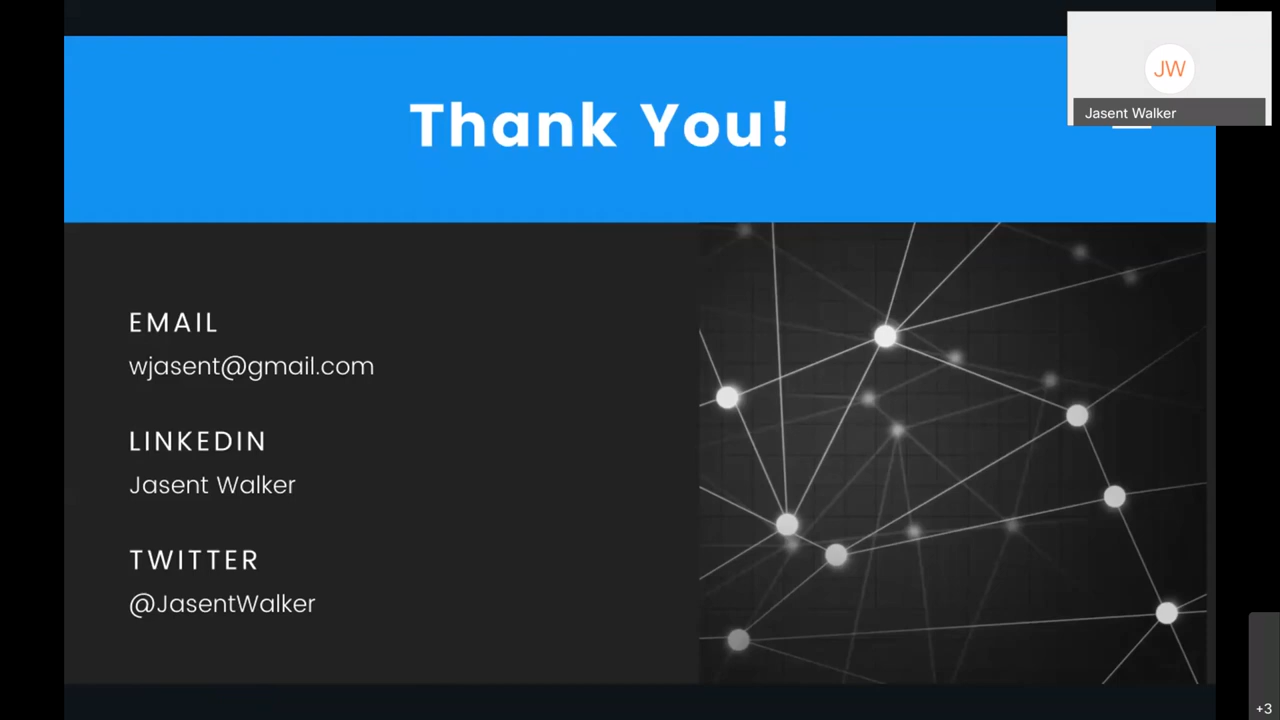 Thank You!
JW
Jasent Walker
EMAIL
wjasent@gmail.com
LINKEDIN
Jasent Walker
TWITTER
@JasentWalker
+3